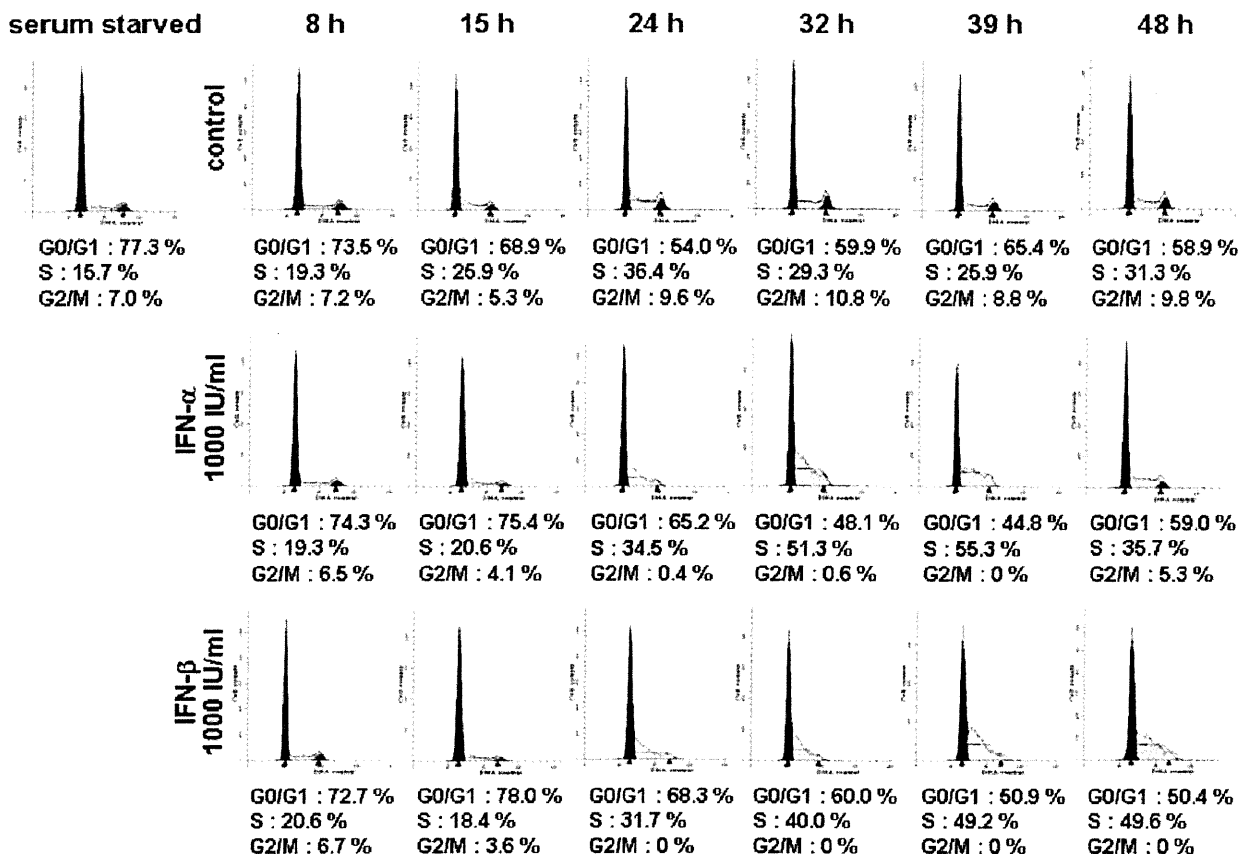 serum starved 8 h 15 h 24 h 32 h 39 h 48 h
control
G0/G1 : 77.3 % G0/G1 : 73.5 % G0/G1 : 68.9 % G0/G1 : 54.0 % G0/G1 : 59.9 % G0/G1 : 65.4 % G0/G1 : 58.9 %
S : 15.7 % S : 19.3 % S : 25.9 % S : 36.4 % S : 29.3 % S : 25.9 % S : 31.3 %
G2/M : 7.0 % G2/M : 7.2 % G2/M : 5.3 % G2/M : 9.6 % G2/M : 10.8 % G2/M : 8.8 % G2/M : 9.8 %
IFN-α
1000 IU/ml
G0/G1 : 74.3 % G0/G1 : 75.4 % G0/G1 : 65.2 % G0/G1 : 48.1 % G0/G1 : 44.8 % G0/G1 : 59.0 %
S : 19.3 % S : 20.6 % S : 34.5 % S : 51.3 % S : 55.3 % S : 35.7 %
G2/M : 6.5 % G2/M : 4.1 % G2/M : 0.4 % G2/M : 0.6 % G2/M : 0 % G2/M : 5.3 %
IFN-β
1000 IU/ml
G0/G1 : 72.7 % G0/G1 : 78.0 % G0/G1 : 68.3 % G0/G1 : 60.0 % G0/G1 : 50.9 % G0/G1 : 50.4 %
S : 20.6 % S : 18.4 % S : 31.7 % S : 40.0 % S : 49.2 % S : 49.6 %
G2/M : 6.7 % G2/M : 3.6 % G2/M : 0 % G2/M : 0 % G2/M : 0 % G2/M : 0 %